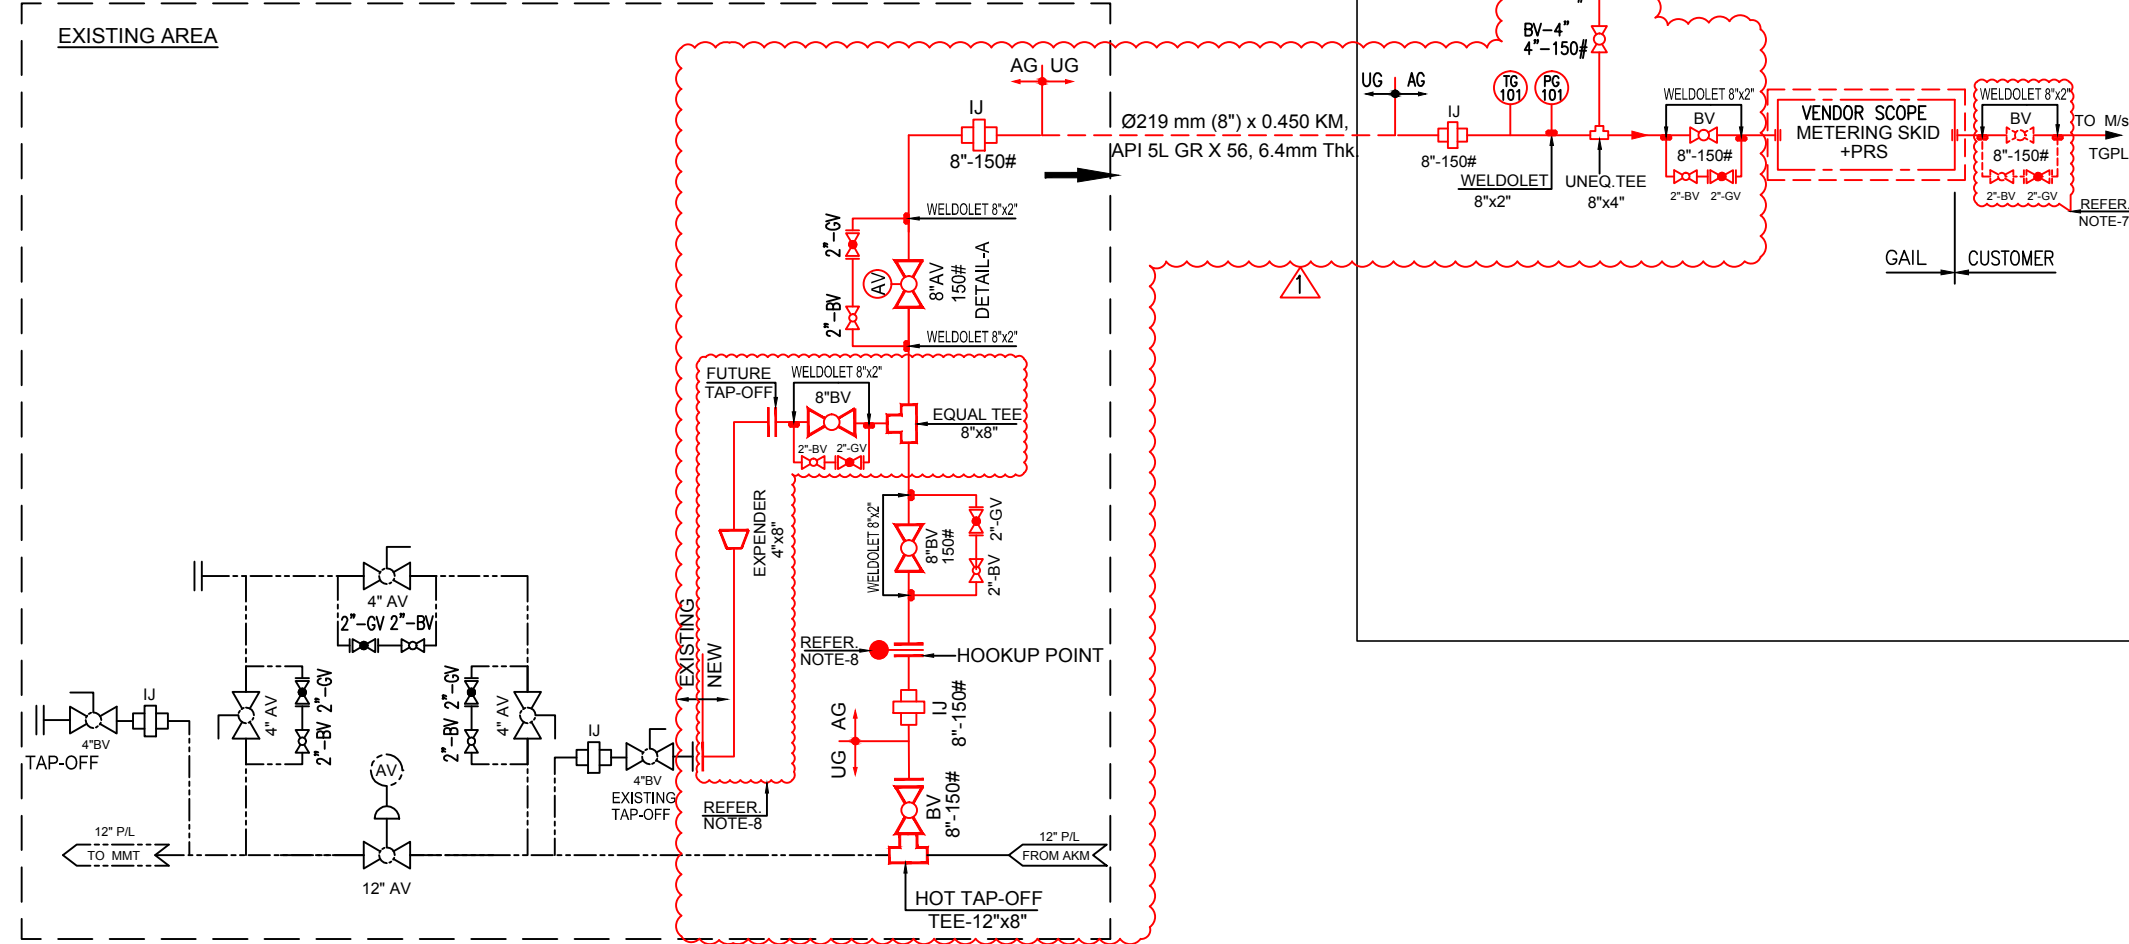 EXISTING AREA
AG UG
IJ
8"-150#
Ø219 mm (8") x 0.450 KM,
API 5L GR X 56, 6.4mm Thk.
UG AG
IJ
8"-150#
TG
101
PG
101
BV-4"
4"-150#
WELDOLET
8"x2"
UNEQ.TEE
8"x4"
WELDOLET 8"x2"
BV
8"-150#
2"-BV 2"-GV
VENDOR SCOPE
METERING SKID
+PRS
WELDOLET 8"x2"
BV
8"-150#
2"-BV 2"-GV
TO M/s
TGPL
REFER.
NOTE-7
GAIL
CUSTOMER
1
WELDOLET 8"x2"
2"-GV
2"-BV
AV
8"AV
150#
DETAIL-A
WELDOLET 8"x2"
FUTURE
TAP-OFF
WELDOLET 8"x2"
8"BV
2"-BV 2"-GV
EQUAL TEE
8"x8"
EXPENDER
4"x8"
WELDOLET 8"x2"
8"BV
150#
2"-GV
2"-BV
EXISTING
NEW
REFER.
NOTE-8
HOOKUP POINT
IJ
8"-150#
AG
UG
BV
8"-150#
REFER.
NOTE-8
4" AV
2"-GV 2"-BV
4" AV
2"-GV
2"-BV
2"-GV
2"-BV
4" AV
IJ
4"BV
TAP-OFF
IJ
4"BV
EXISTING
TAP-OFF
AV
12" AV
12" P/L
TO MMT
12" P/L
FROM AKM
HOT TAP-OFF
TEE-12"x8"